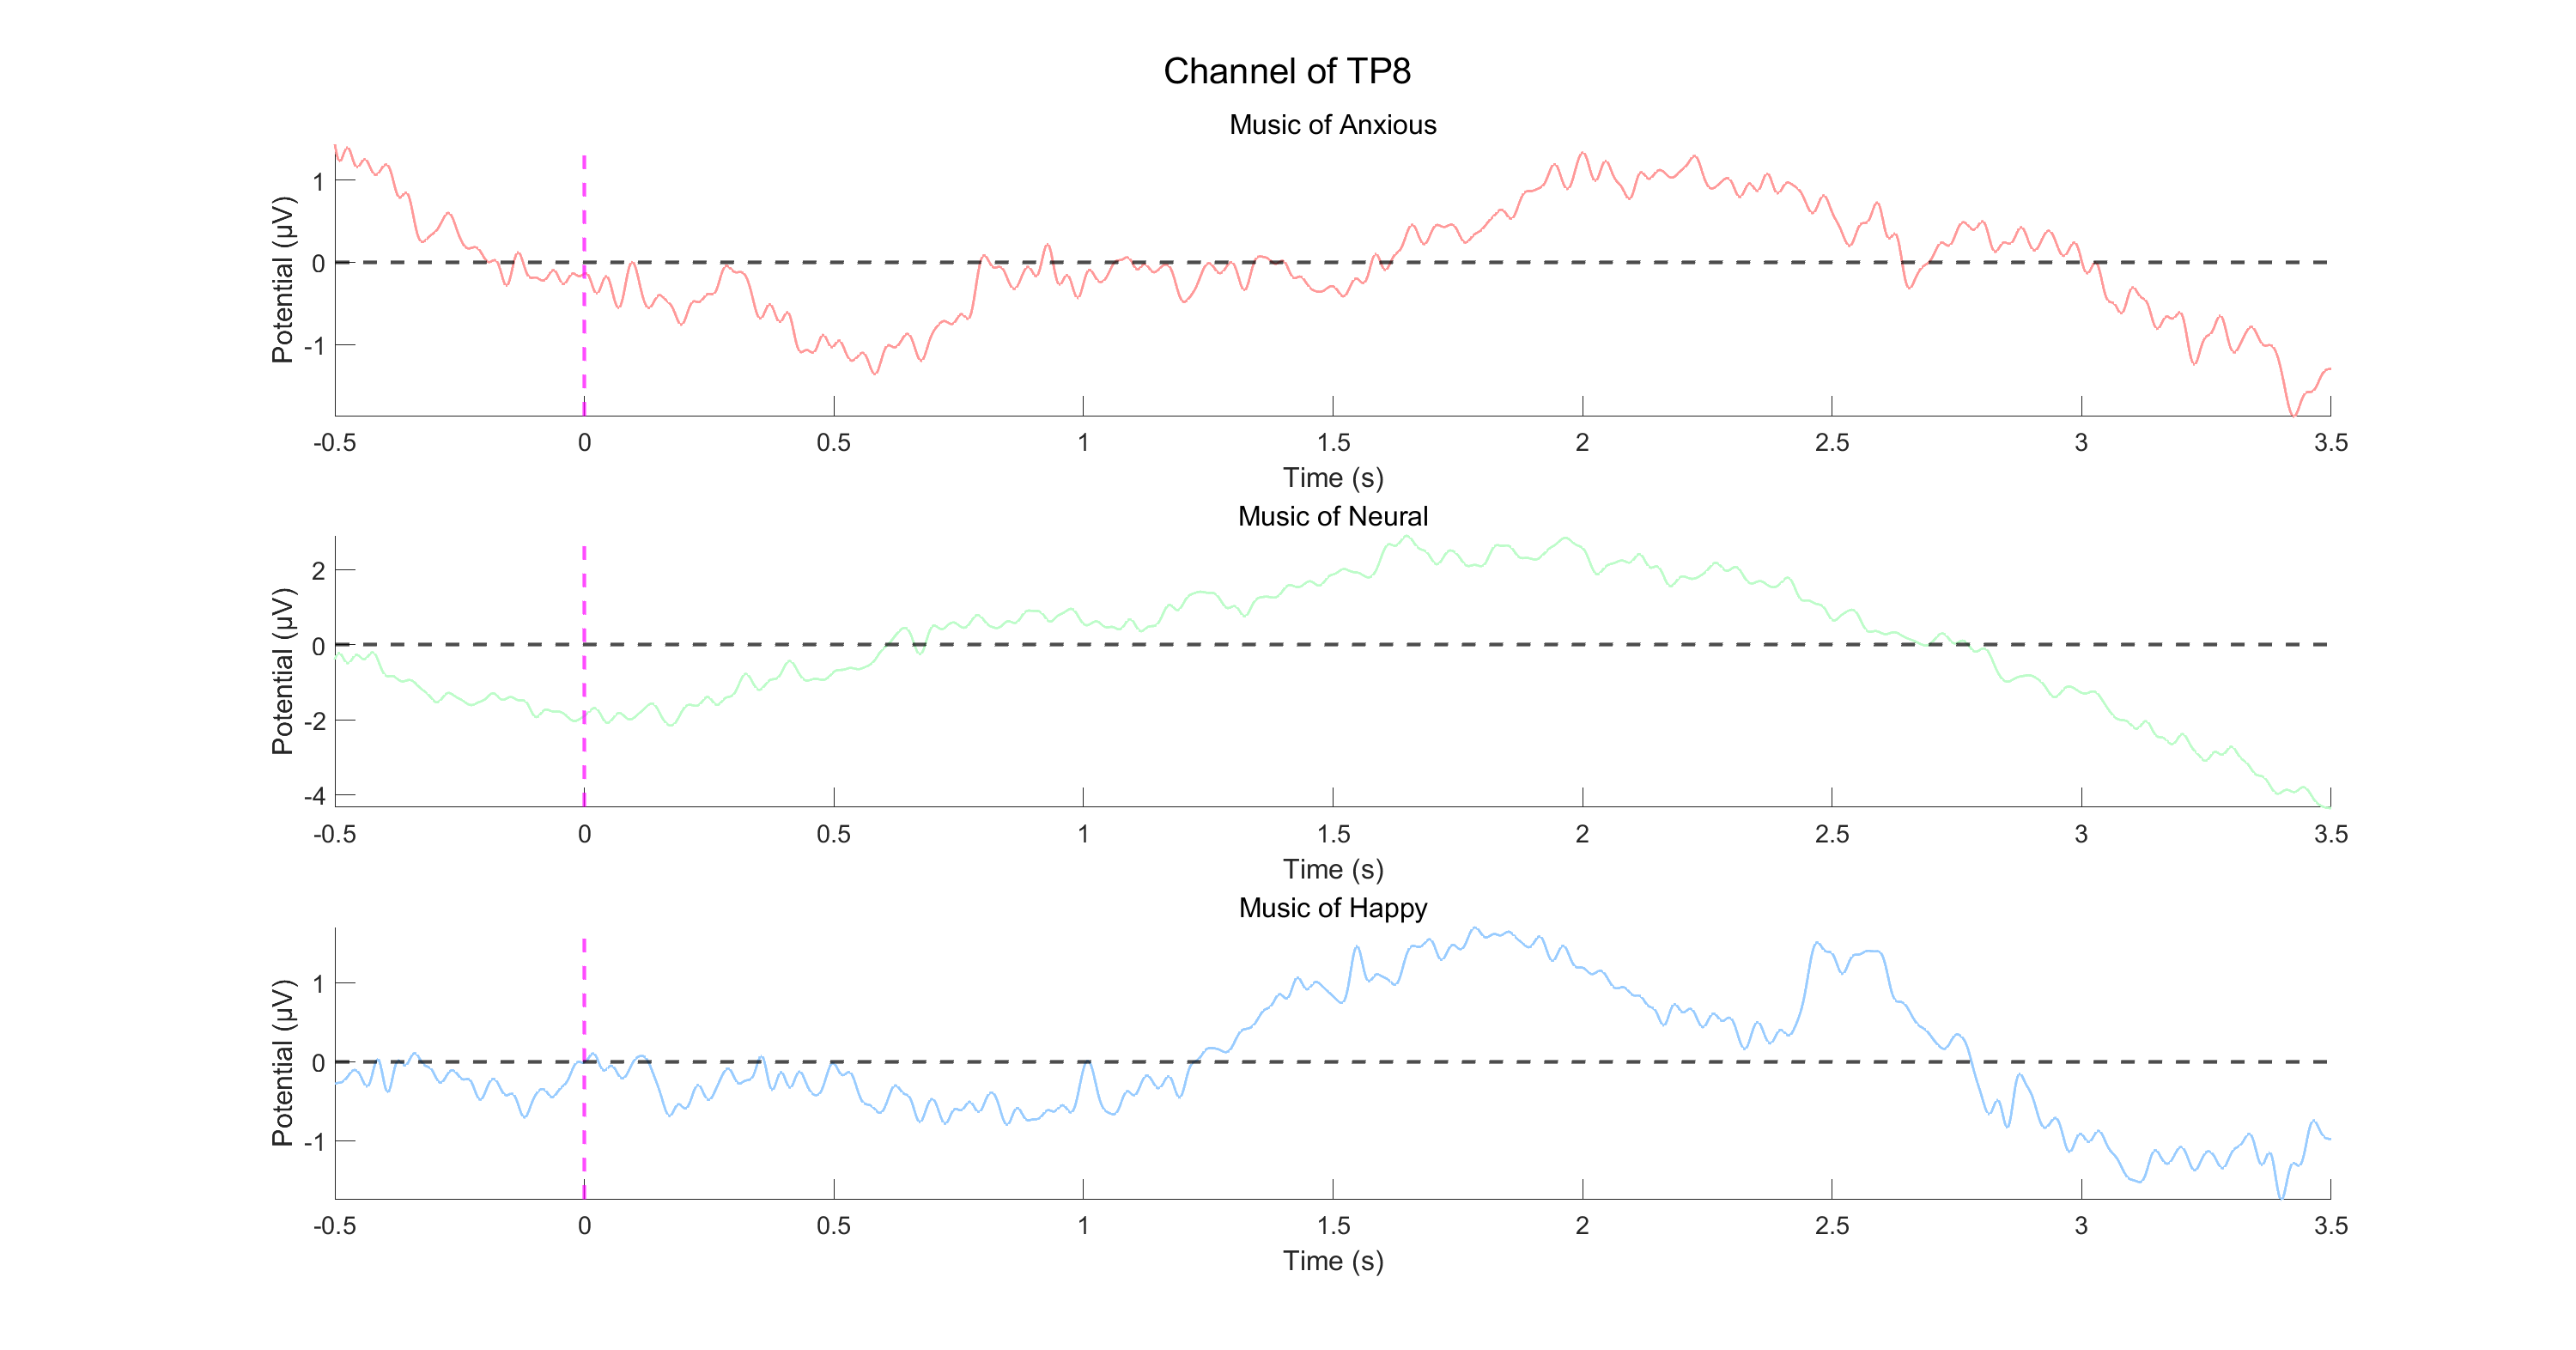 Channel of TP8
Music of Anxious
Potential (µV)
1
0
-1
-0.5 0 0.5 1 1.5 2 2.5 3 3.5
Time (s)
Music of Neural
Potential (µV)
2
0
-2
-4
-0.5 0 0.5 1 1.5 2 2.5 3 3.5
Time (s)
Music of Happy
Potential (µV)
1
0
-1
-0.5 0 0.5 1 1.5 2 2.5 3 3.5
Time (s)